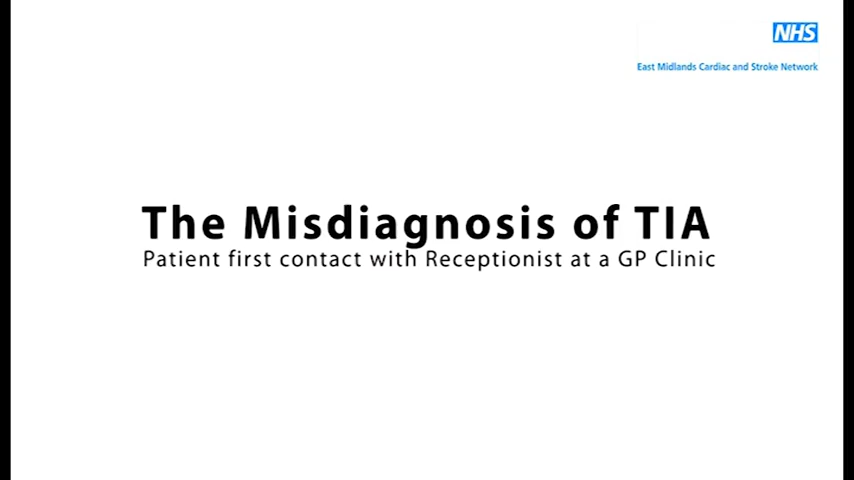 NHS
East Midlands Cardiac and Stroke Network
The Misdiagnosis of TIA
Patient first contact with Receptionist at a GP Clinic